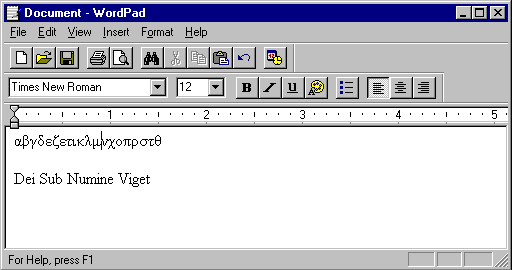 Document - WordPad
File Edit View Insert Format Help
Times New Roman 12 B I U
1 2 3 4 5
αβγδεζετικλμνχοπρστθ
Dei Sub Numine Viget
For Help, press F1